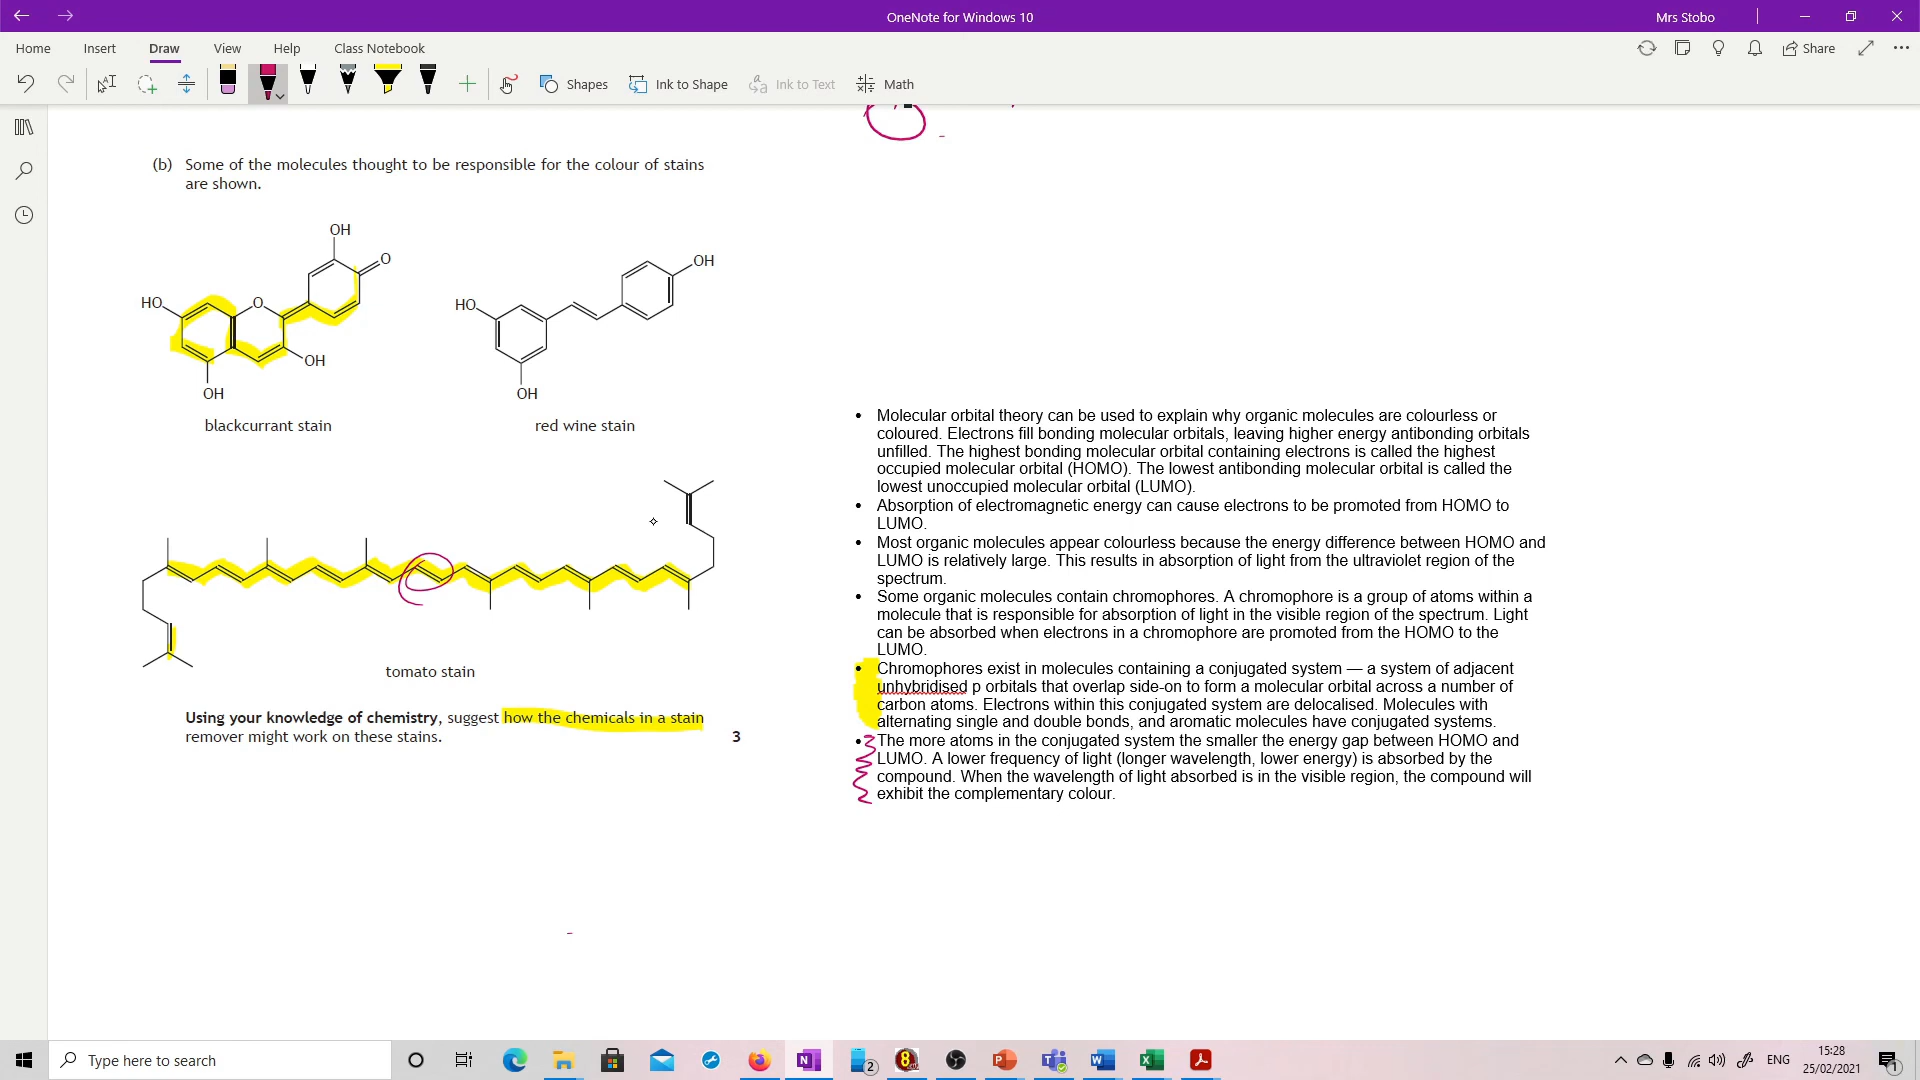 OneNote for Windows 10
Mrs Stobo
Home Insert Draw View Help Class Notebook
Share
Shapes Ink to Shape Ink to Text Math
(b) Some of the molecules thought to be responsible for the colour of stains
are shown.
OH
O
HO
O
OH
OH
blackcurrant stain
OH
HO
OH
red wine stain
tomato stain
Using your knowledge of chemistry, suggest how the chemicals in a stain
remover might work on these stains.
3
• Molecular orbital theory can be used to explain why organic molecules are colourless or
coloured. Electrons fill bonding molecular orbitals, leaving higher energy antibonding orbitals
unfilled. The highest bonding molecular orbital containing electrons is called the highest
occupied molecular orbital (HOMO). The lowest antibonding molecular orbital is called the
lowest unoccupied molecular orbital (LUMO).
• Absorption of electromagnetic energy can cause electrons to be promoted from HOMO to
LUMO.
• Most organic molecules appear colourless because the energy difference between HOMO and
LUMO is relatively large. This results in absorption of light from the ultraviolet region of the
spectrum.
• Some organic molecules contain chromophores. A chromophore is a group of atoms within a
molecule that is responsible for absorption of light in the visible region of the spectrum. Light
can be absorbed when electrons in a chromophore are promoted from the HOMO to the
LUMO.
• Chromophores exist in molecules containing a conjugated system — a system of adjacent
unhybridised p orbitals that overlap side-on to form a molecular orbital across a number of
carbon atoms. Electrons within this conjugated system are delocalised. Molecules with
alternating single and double bonds, and aromatic molecules have conjugated systems.
• The more atoms in the conjugated system the smaller the energy gap between HOMO and
LUMO. A lower frequency of light (longer wavelength, lower energy) is absorbed by the
compound. When the wavelength of light absorbed is in the visible region, the compound will
exhibit the complementary colour.
Type here to search
ENG
15:28
25/02/2021